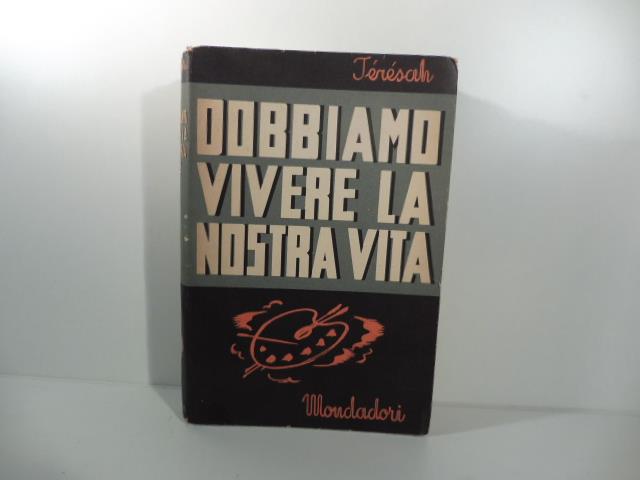 Térésah
DOBBIAMO
VIVERE LA
NOSTRA VITA
Mondadori